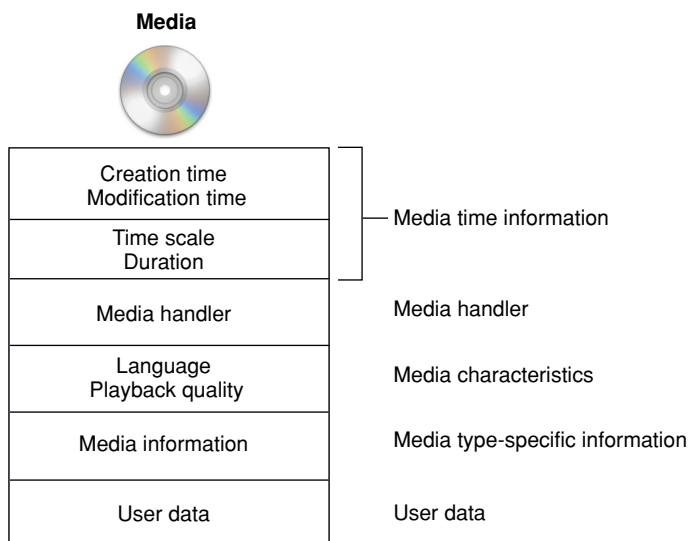 Media
Creation time
Modification time
Media time information
Time scale
Duration
Media handler
Media handler
Language
Playback quality
Media characteristics
Media information
Media type-specific information
User data
User data